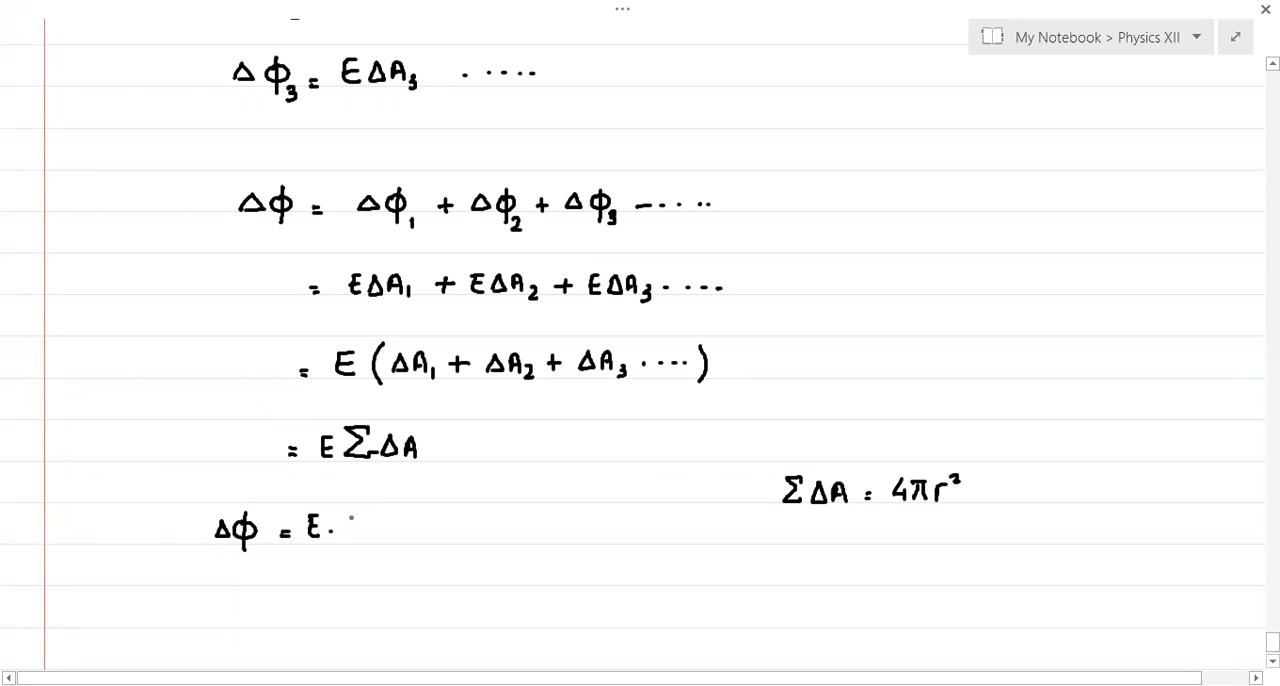 My Notebook > Physics XII
Δϕ₃ = EΔA₃ .....
Δϕ = Δϕ₁ + Δϕ₂ + Δϕ₃ -....
= EΔA₁ + EΔA₂ + EΔA₃ ....
= E (ΔA₁ + ΔA₂ + ΔA₃ ....)
= E ΣΔA
ΣΔA = 4πr²
Δϕ = E.